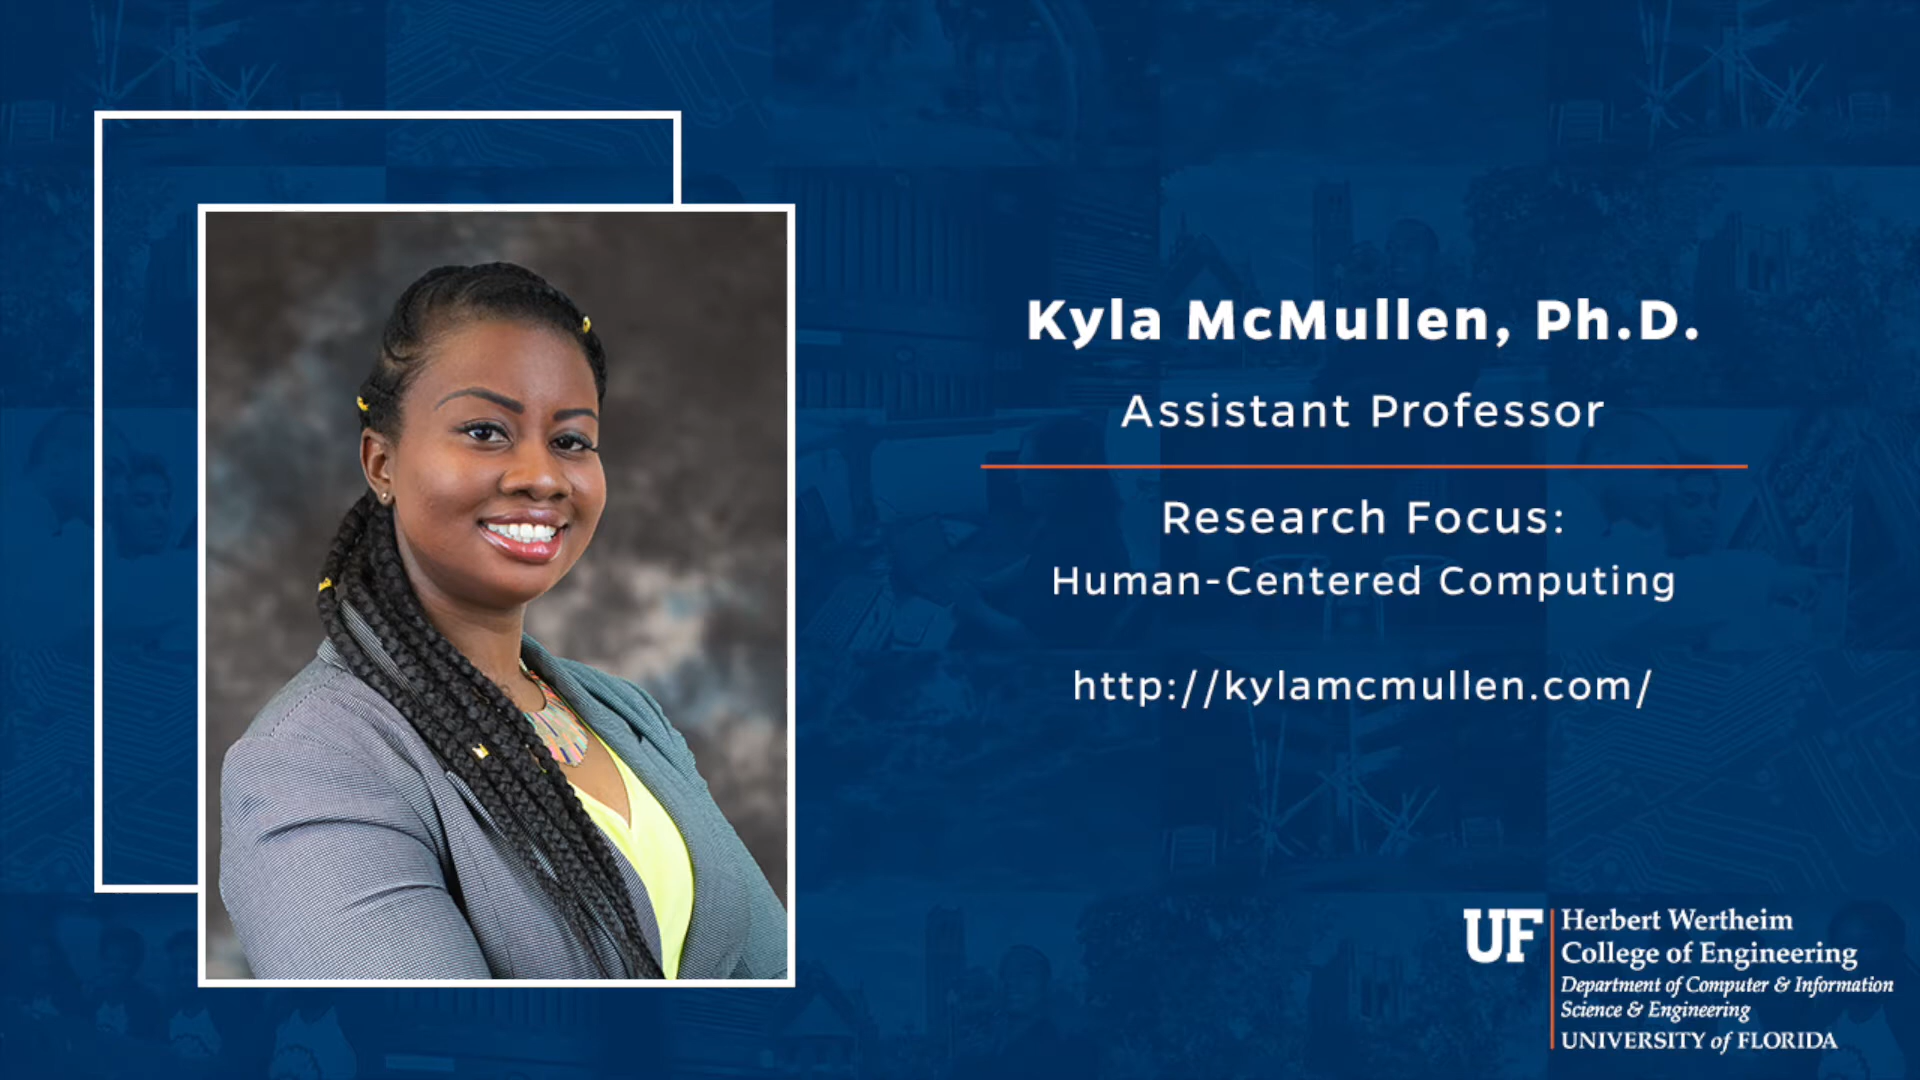 Kyla McMullen, Ph.D.
Assistant Professor
Research Focus:
Human-Centered Computing
http://kylamcmullen.com/
UF
Herbert Wertheim
College of Engineering
Department of Computer & Information
Science & Engineering
UNIVERSITY of FLORIDA